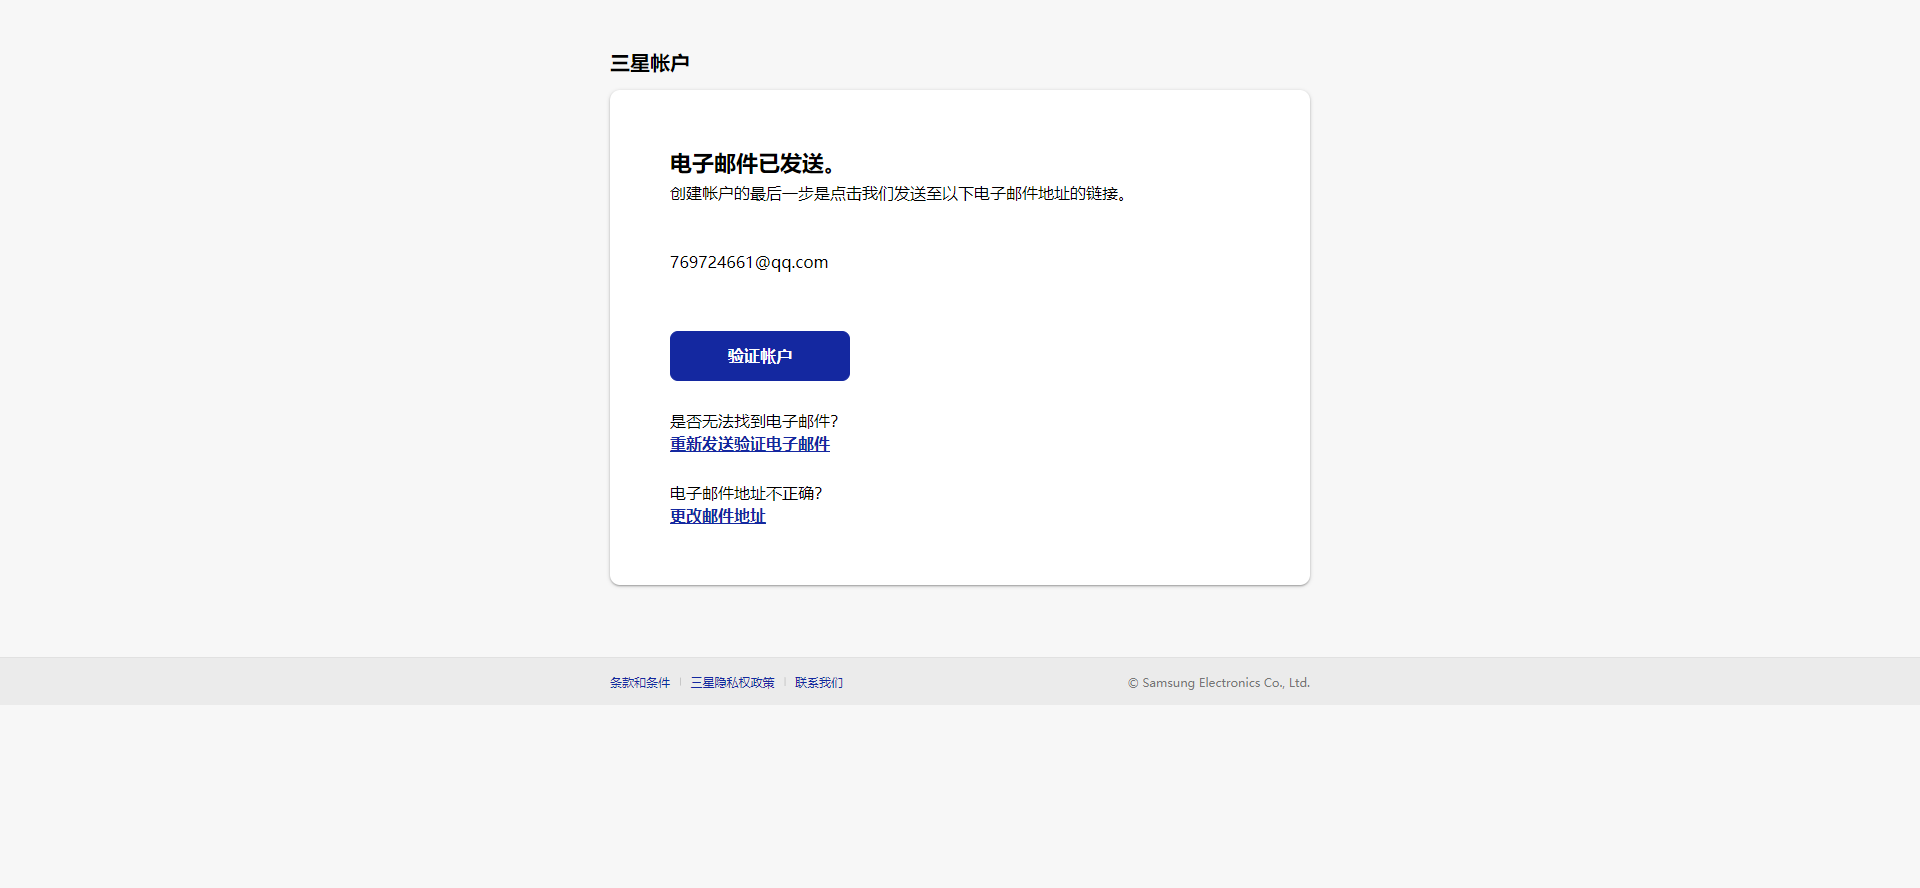 三星帐户
电子邮件已发送。
创建帐户的最后一步是点击我们发送至以下电子邮件地址的链接。
769724661@qq.com
验证帐户
是否无法找到电子邮件?
重新发送验证电子邮件
电子邮件地址不正确?
更改邮件地址
条款和条件 | 三星隐私权政策 | 联系我们 © Samsung Electronics Co., Ltd.